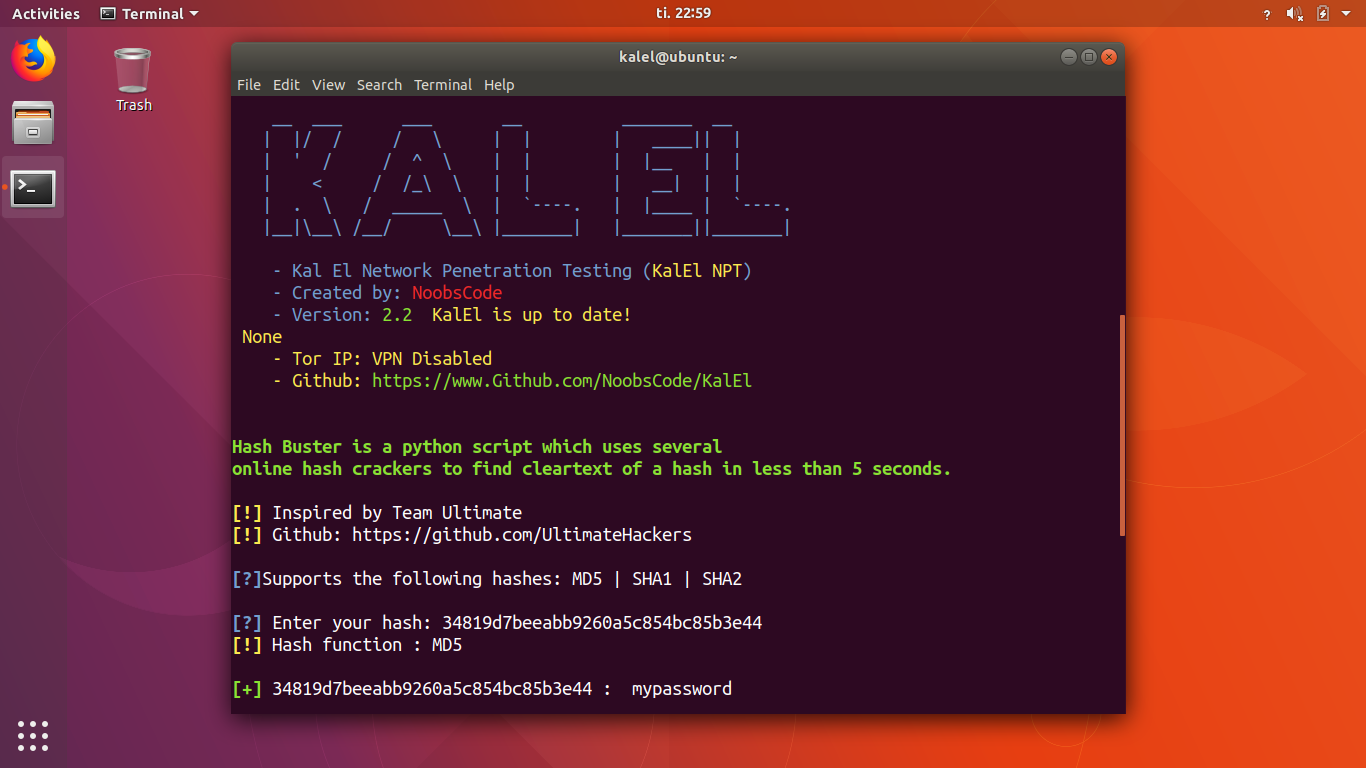 Activities Terminal ti. 22:59 ?
Trash
kalel@ubuntu: ~
File Edit View Search Terminal Help
KALEL
- Kal El Network Penetration Testing (KalEl NPT)
- Created by: NoobsCode
- Version: 2.2  KalEl is up to date!
None
- Tor IP: VPN Disabled
- Github: https://www.Github.com/NoobsCode/KalEl
Hash Buster is a python script which uses several
online hash crackers to find cleartext of a hash in less than 5 seconds.
[!] Inspired by Team Ultimate
[!] Github: https://github.com/UltimateHackers
[?]Supports the following hashes: MD5 | SHA1 | SHA2
[?] Enter your hash: 34819d7beeabb9260a5c854bc85b3e44
[!] Hash function : MD5
[+] 34819d7beeabb9260a5c854bc85b3e44 :  mypassword